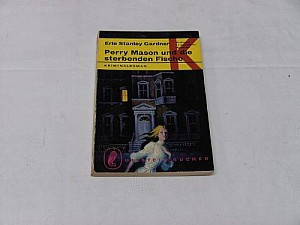 Erle Stanley Gardner
K
Perry Mason und die
sterbenden Fische
KRIMINALROMAN